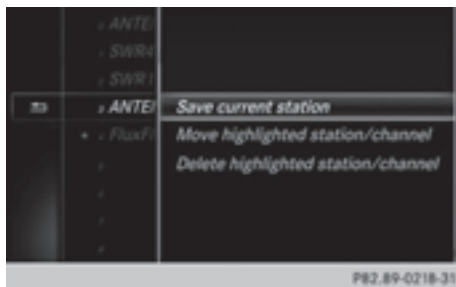 ANTE
SWR4
SWR1
ANTE
Save current station
FluxF
Move highlighted station/channel
Delete highlighted station/channel
P82.89-0218-31